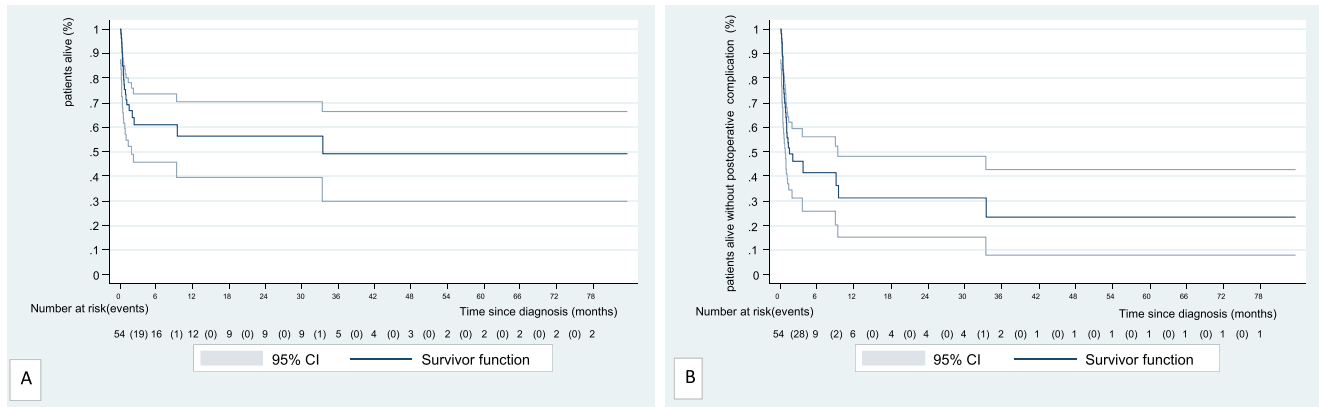 patients alive (%)
1
.9
.8
.7
.6
.5
.4
.3
.2
.1
0
0 6 12 18 24 30 36 42 48 54 60 66 72 78
Number at risk(events)
Time since diagnosis (months)
54 (19) 16 (1) 12 (0) 9 (0) 9 (0) 9 (1) 5 (0) 4 (0) 3 (0) 2 (0) 2 (0) 2 (0) 2 (0) 2
95% CI
Survivor function
A
patients alive without postoperative complication (%)
1
.9
.8
.7
.6
.5
.4
.3
.2
.1
0
0 6 12 18 24 30 36 42 48 54 60 66 72 78
Number at risk(events)
Time since diagnosis (months)
54 (28) 9 (2) 6 (0) 4 (0) 4 (0) 4 (1) 2 (0) 1 (0) 1 (0) 1 (0) 1 (0) 1 (0) 1 (0) 1
95% CI
Survivor function
B